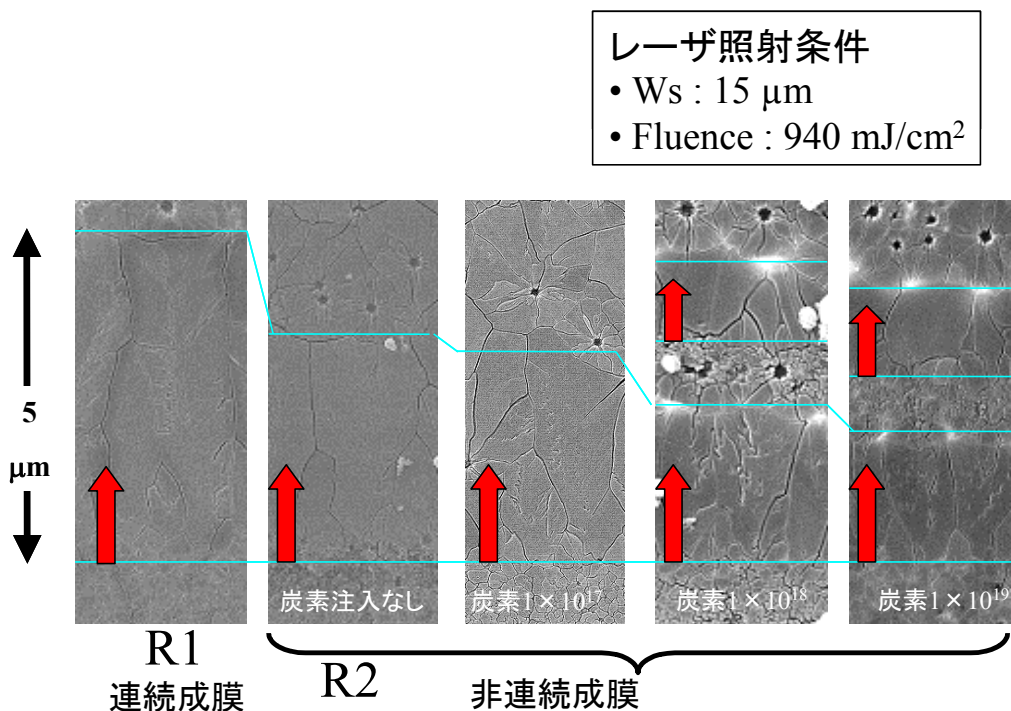 レーザ照射条件
• Ws : 15 µm
• Fluence : 940 mJ/cm²
5
µm
炭素注入なし
炭素1×10¹⁷
炭素1×10¹⁸
炭素1×10¹⁹
R1
連続成膜
R2
非連続成膜